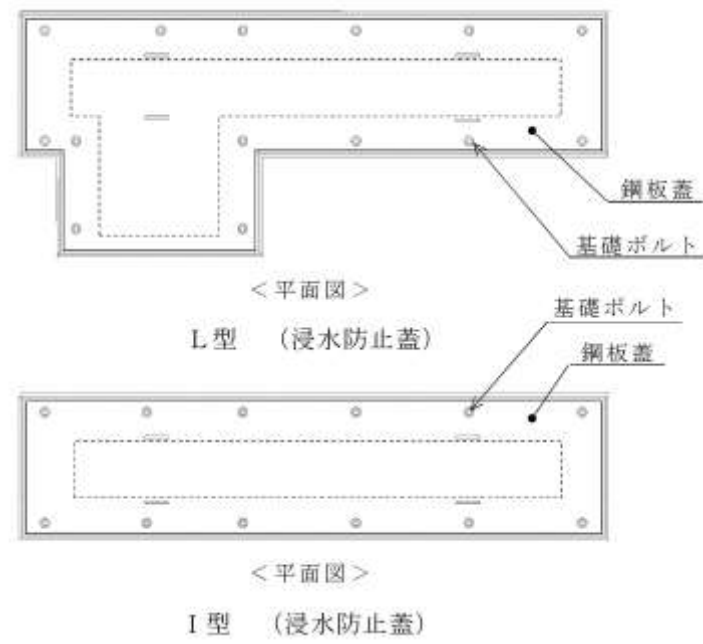 鋼板蓋
基礎ボルト
＜平面図＞
L型　（浸水防止蓋）
基礎ボルト
鋼板蓋
＜平面図＞
I型　（浸水防止蓋）